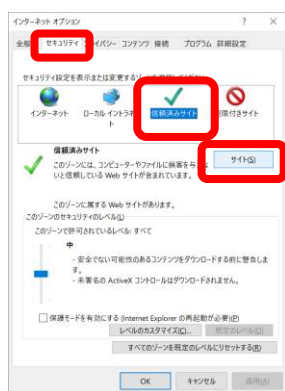 インターネット オプション ? ×
全般 セキュリティ プライバシー コンテンツ 接続 プログラム 詳細設定
セキュリティ設定を表示または変更する
インターネット ローカル イントラネット 信頼済みサイト 制限付きサイト
信頼済みサイト
このゾーンには、コンピューターやファイルに損害を与え
いと信頼している Web サイトが含まれています。
サイト(S)
このゾーンに属する Web サイトがあります。
このゾーンのセキュリティのレベル(L)
このゾーンで許可されているレベル: すべて
中
- 安全でない可能性のあるコンテンツをダウンロードする前に警告しま
す。
- 未署名の ActiveX コントロールはダウンロードされません。
保護モードを有効にする (Internet Explorer の再起動が必要)(P)
レベルのカスタマイズ(C)... 既定のレベル(D)
すべてのゾーンを既定のレベルにリセットする(R)
OK キャンセル 適用(A)